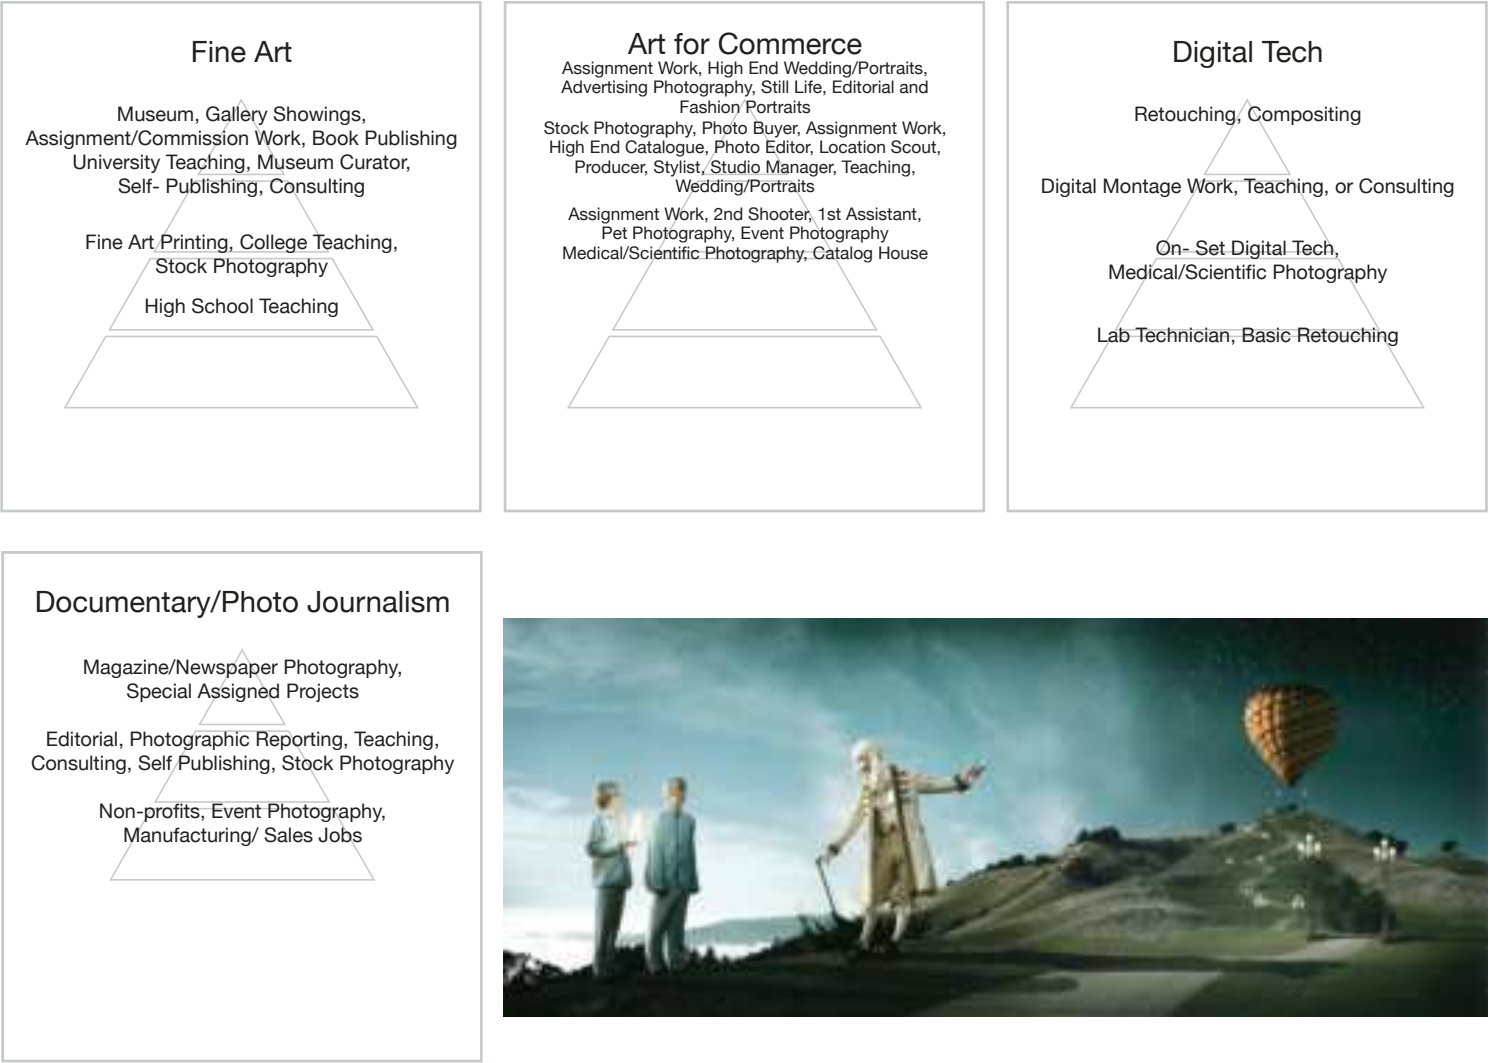 Fine Art
Museum, Gallery Showings,
Assignment/Commission Work, Book Publishing
University Teaching, Museum Curator,
Self- Publishing, Consulting
Fine Art Printing, College Teaching,
Stock Photography
High School Teaching
Art for Commerce
Assignment Work, High End Wedding/Portraits,
Advertising Photography, Still Life, Editorial and
Fashion Portraits
Stock Photography, Photo Buyer, Assignment Work,
High End Catalogue, Photo Editor, Location Scout,
Producer, Stylist, Studio Manager, Teaching,
Wedding/Portraits
Assignment Work, 2nd Shooter, 1st Assistant,
Pet Photography, Event Photography
Medical/Scientific Photography, Catalog House
Digital Tech
Retouching, Compositing
Digital Montage Work, Teaching, or Consulting
On- Set Digital Tech,
Medical/Scientific Photography
Lab Technician, Basic Retouching
Documentary/Photo Journalism
Magazine/Newspaper Photography,
Special Assigned Projects
Editorial, Photographic Reporting, Teaching,
Consulting, Self Publishing, Stock Photography
Non-profits, Event Photography,
Manufacturing/ Sales Jobs